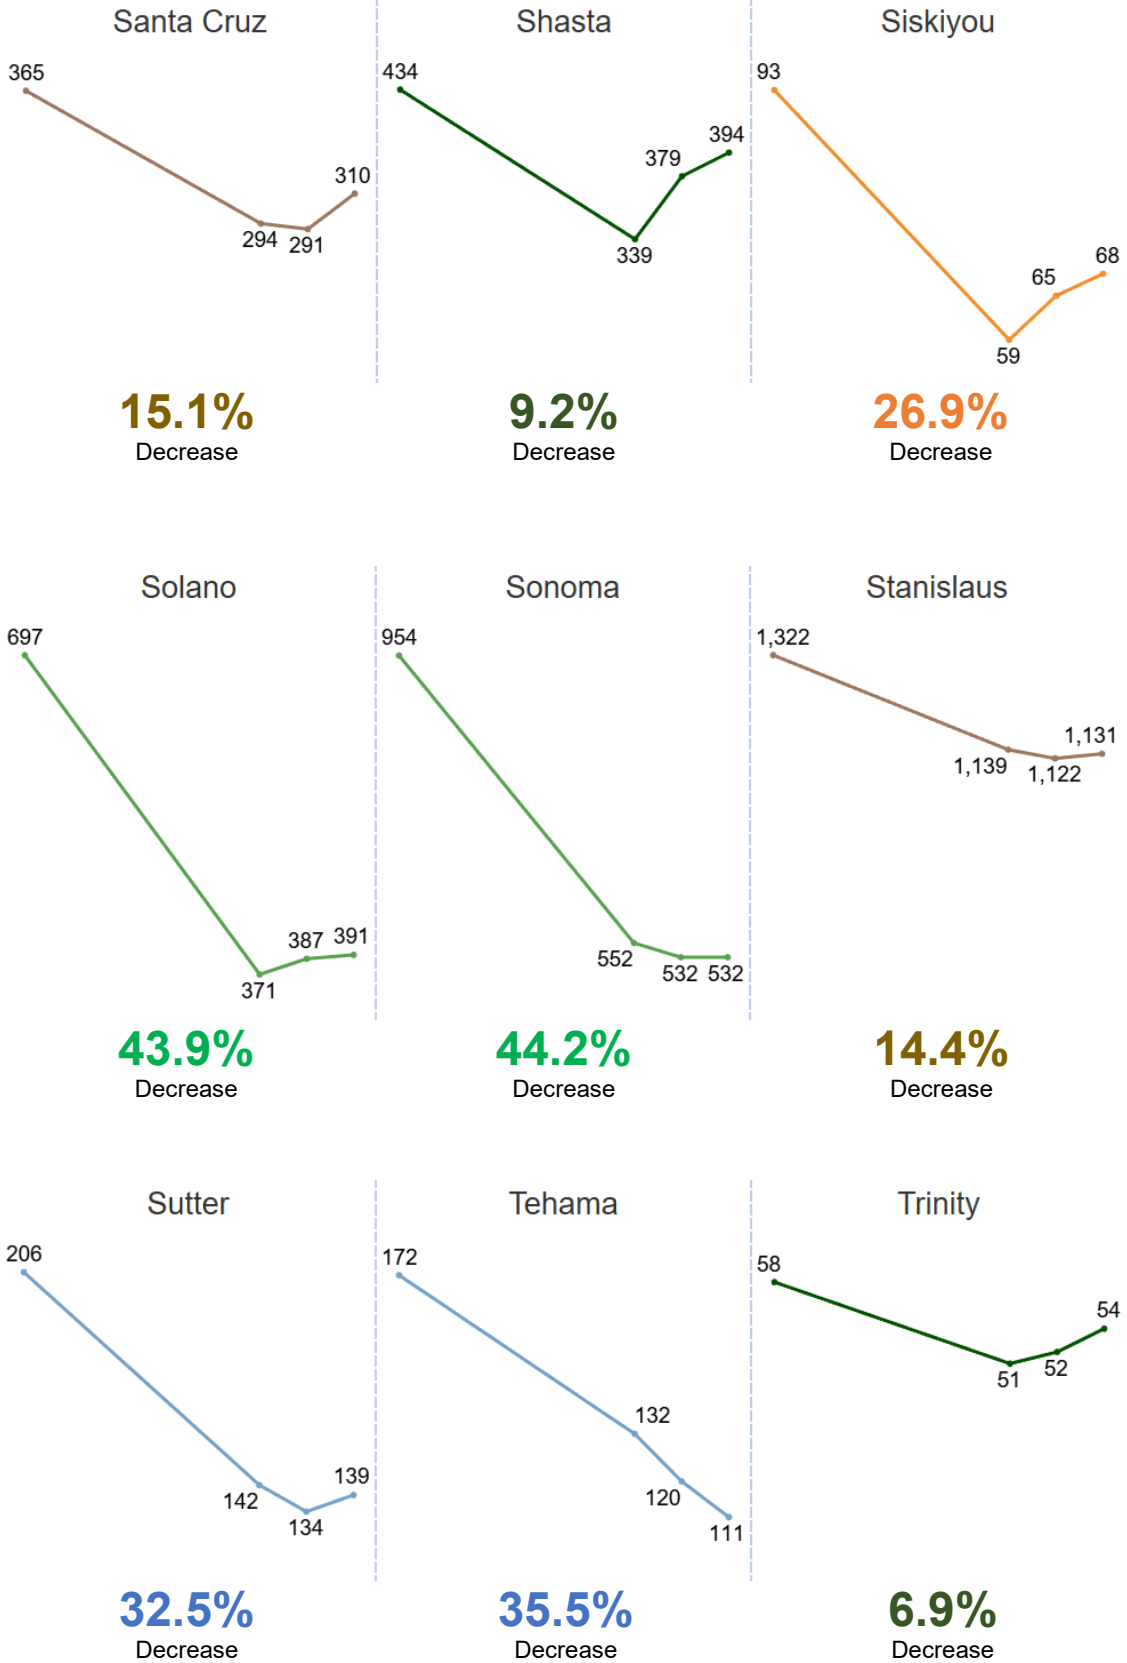 Santa Cruz
Shasta
Siskiyou
365
294
291
310
434
339
379
394
93
59
65
68
15.1%
Decrease
9.2%
Decrease
26.9%
Decrease
Solano
Sonoma
Stanislaus
697
371
387
391
954
552
532
532
1,322
1,139
1,122
1,131
43.9%
Decrease
44.2%
Decrease
14.4%
Decrease
Sutter
Tehama
Trinity
206
142
134
139
172
132
120
111
58
51
52
54
32.5%
Decrease
35.5%
Decrease
6.9%
Decrease